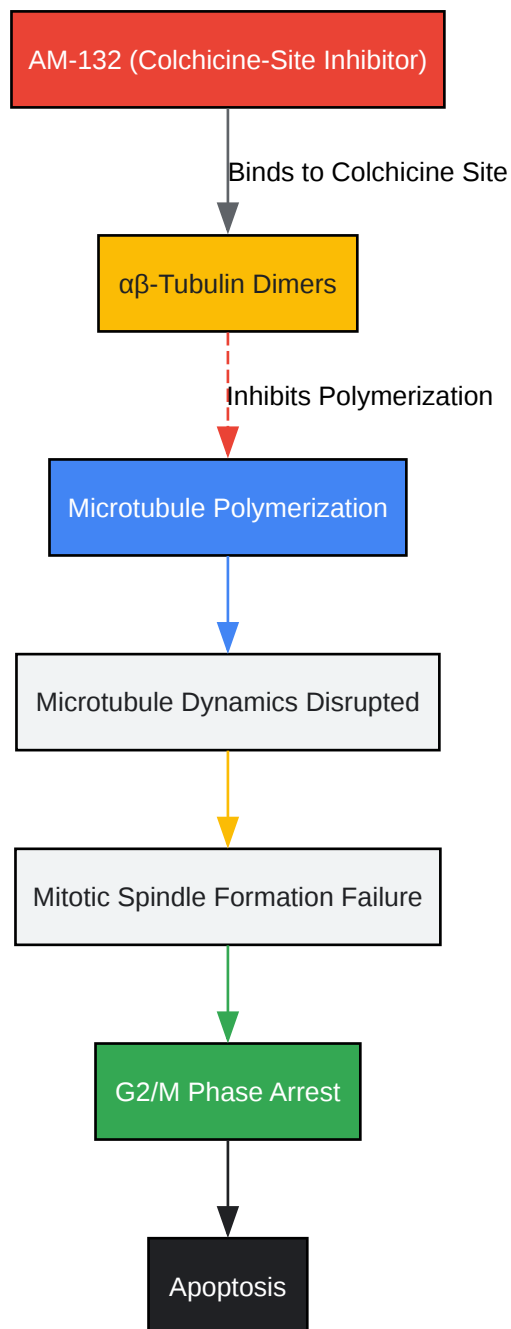 AM-132 (Colchicine-Site Inhibitor)
Binds to Colchicine Site
αβ-Tubulin Dimers
Inhibits Polymerization
Microtubule Polymerization
Microtubule Dynamics Disrupted
Mitotic Spindle Formation Failure
G2/M Phase Arrest
Apoptosis